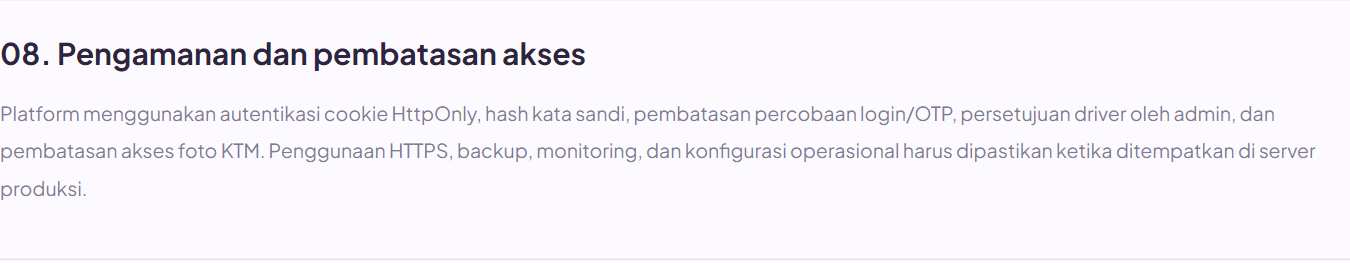 08. Pengamanan dan pembatasan akses
Platform menggunakan autentikasi cookie HttpOnly, hash kata sandi, pembatasan percobaan login/OTP, persetujuan driver oleh admin, dan
pembatasan akses foto KTM. Penggunaan HTTPS, backup, monitoring, dan konfigurasi operasional harus dipastikan ketika ditempatkan di server
produksi.